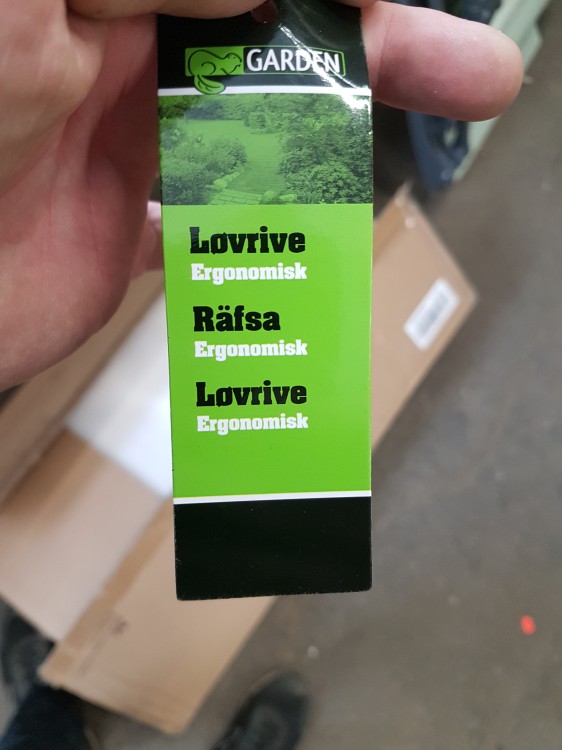 GARDEN
Løvrive
Ergonomisk
Räfsa
Ergonomisk
Løvrive
Ergonomisk